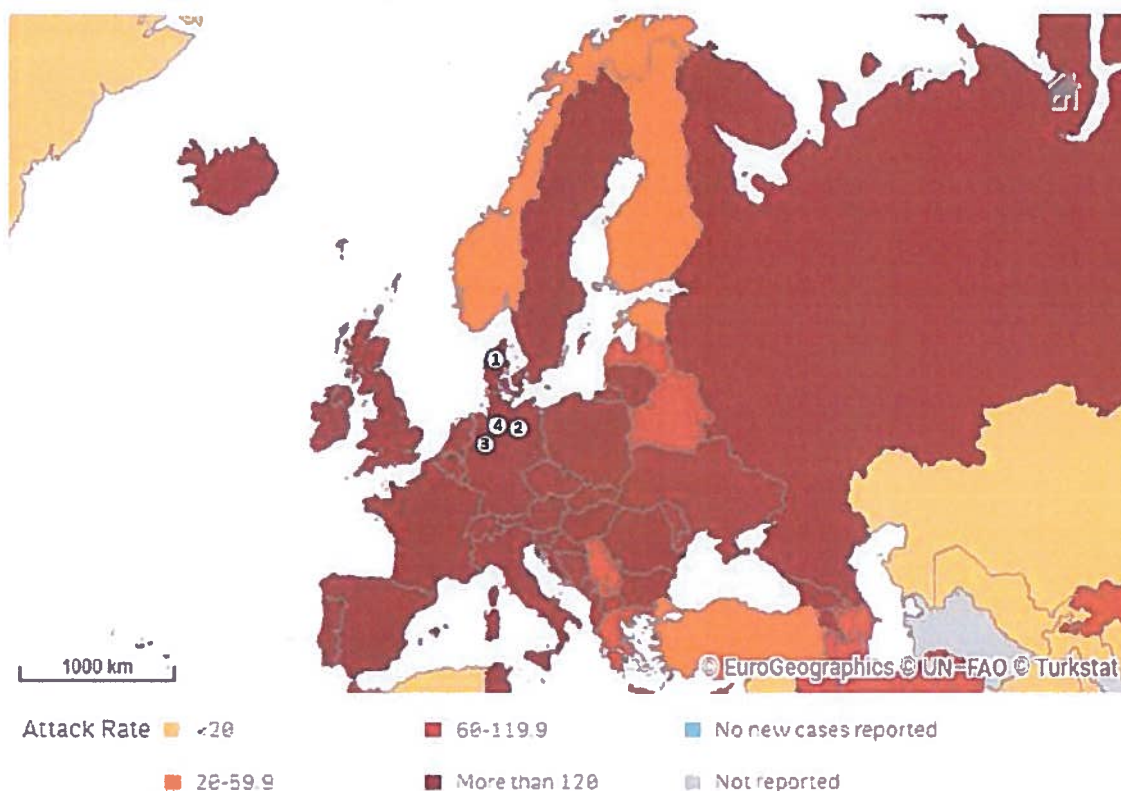 1
4
2
3
1000 km
© EuroGeographics © UN-FAO © Turkstat
Attack Rate
<20
60-119.9
No new cases reported
20-59.9
More than 120
Not reported